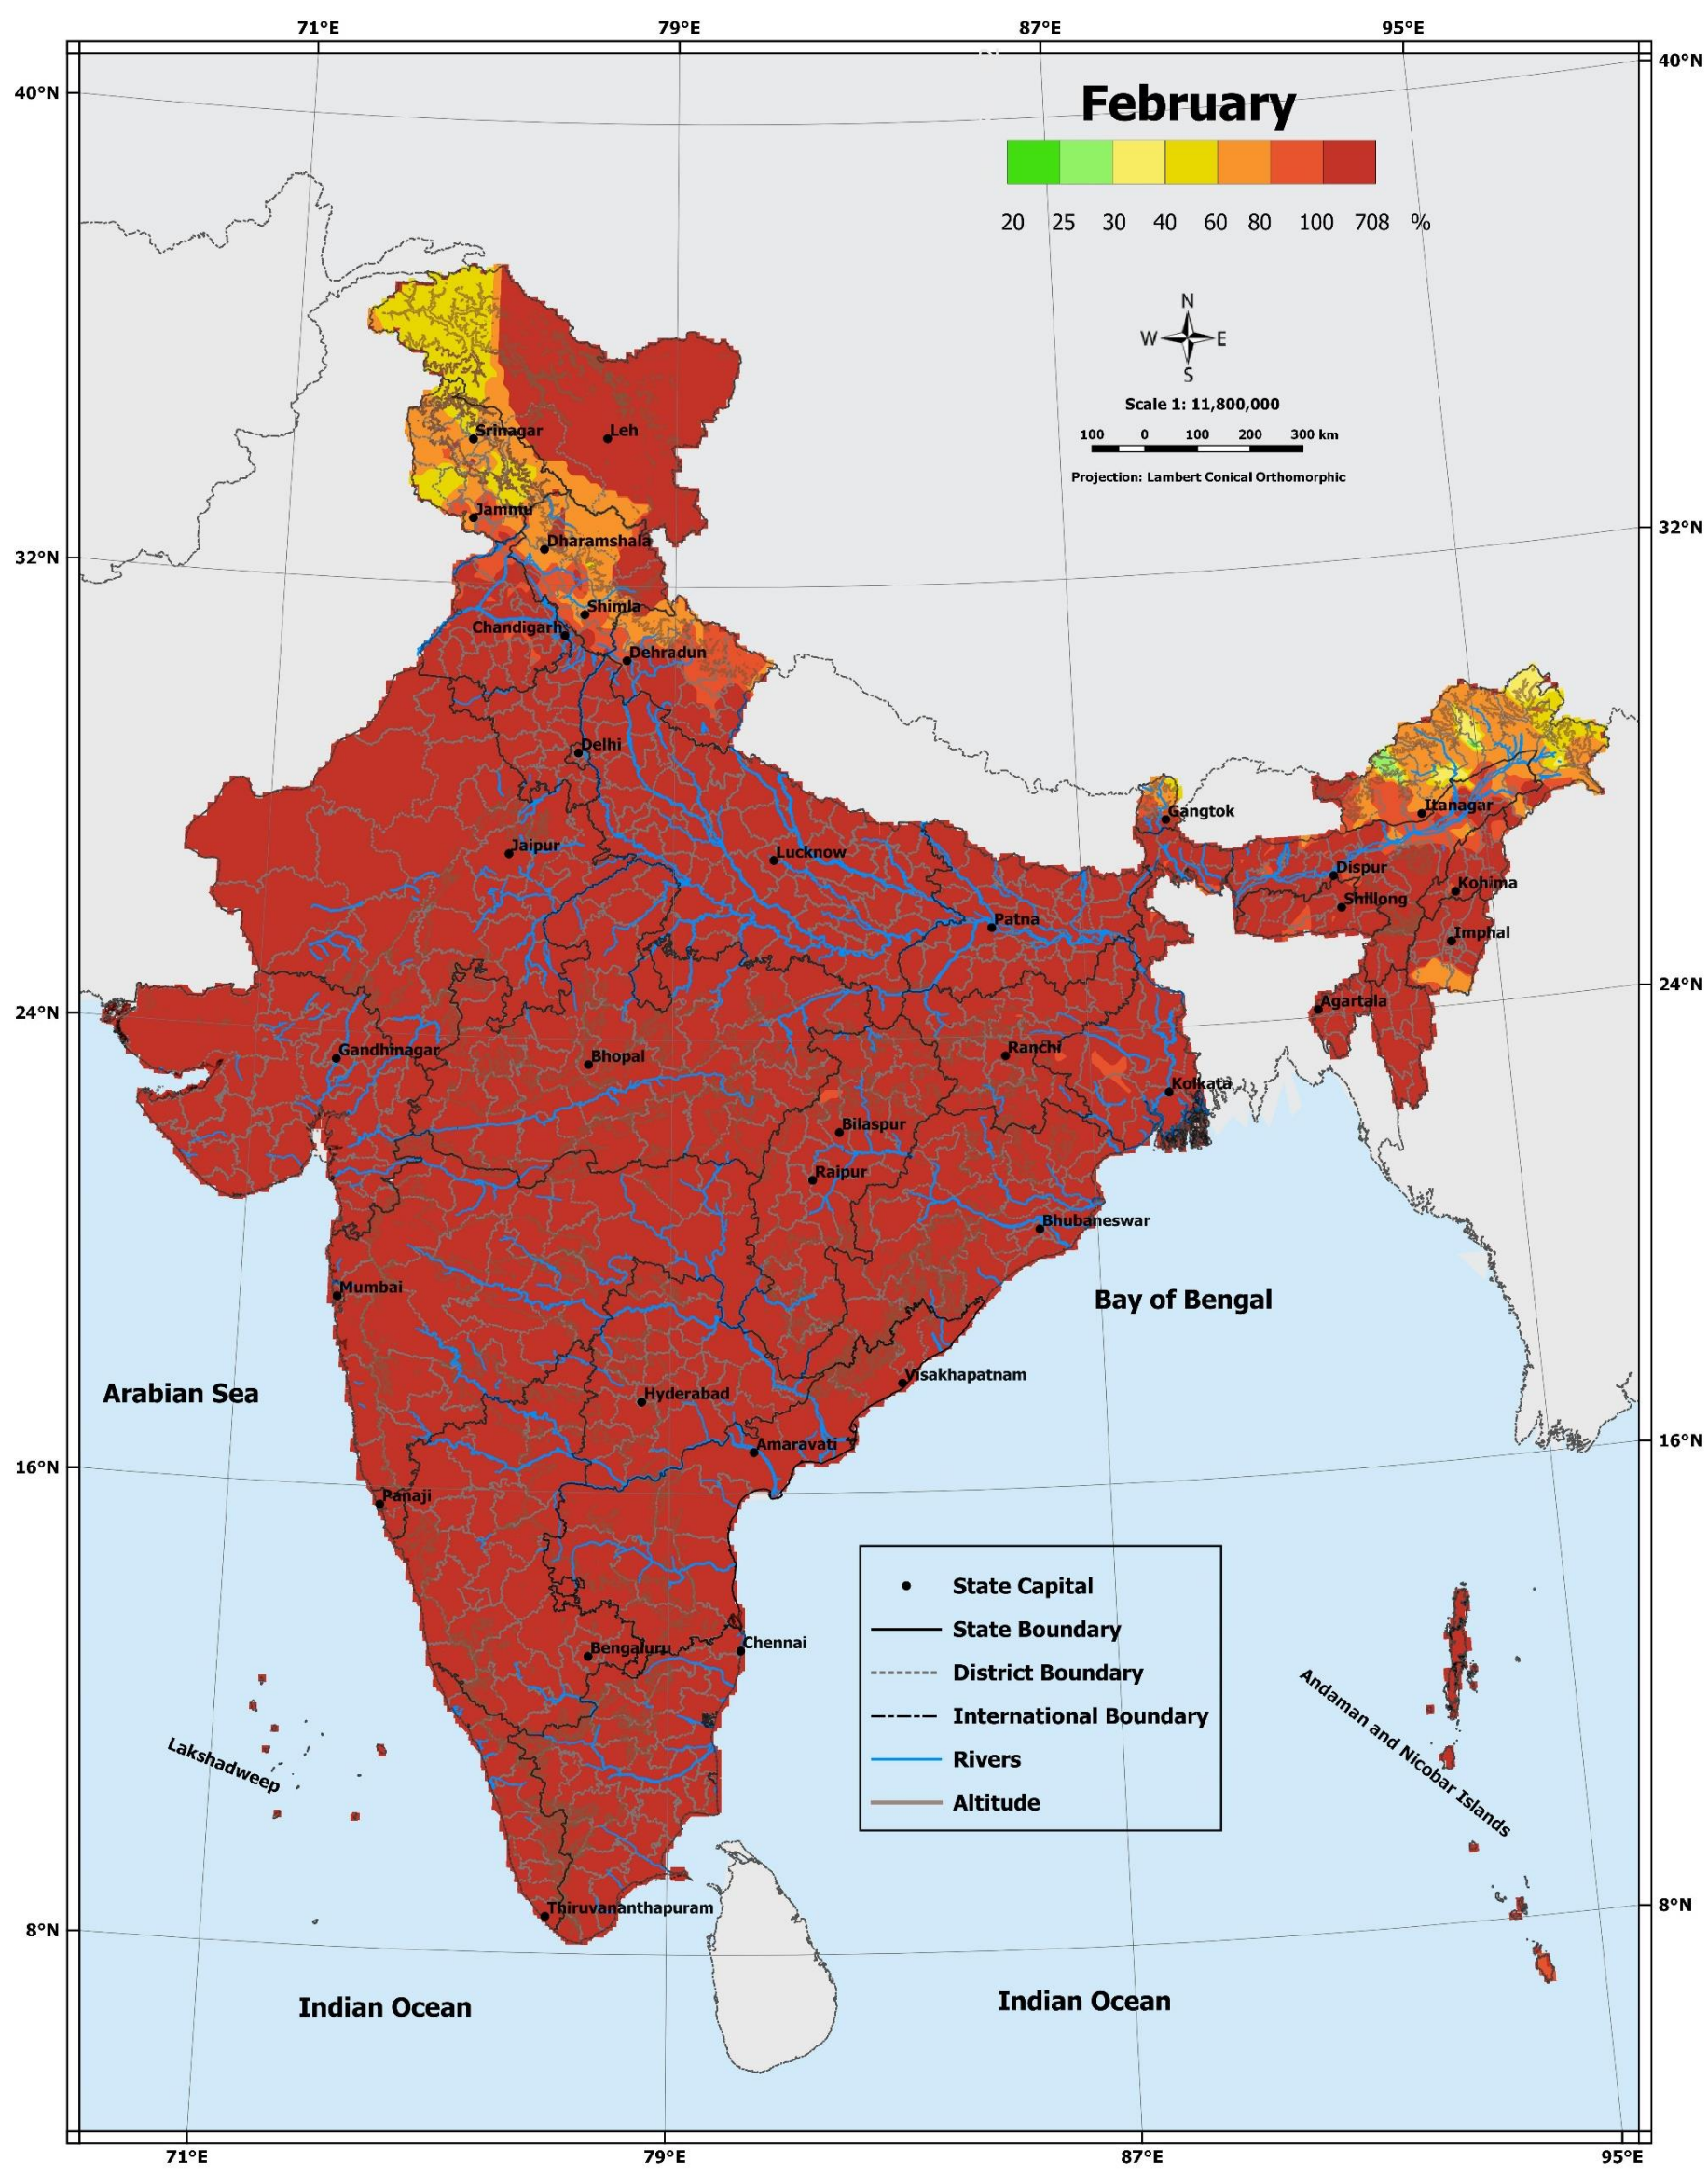 71°E 79°E 87°E 95°E
40°N 40°N
February
20 25 30 40 60 80 100 708 %
N
W E
S
Scale 1: 11,800,000
100 0 100 200 300 km
Projection: Lambert Conical Orthomorphic
Srinagar
Leh
Jammu
32°N 32°N
Dharamshala
Shimla
Chandigarh
Dehradun
Delhi
Gangtok
Itanagar
Jaipur
Lucknow
Dispur
Kohima
Shillong
Patna
Imphal
24°N 24°N
Agartala
Gandhinagar
Bhopal
Ranchi
Kolkata
Bilaspur
Raipur
Bhubaneswar
Mumbai
Bay of Bengal
Arabian Sea
Visakhapatnam
Hyderabad
Amaravati
16°N 16°N
Panaji
State Capital
State Boundary
District Boundary
International Boundary
Rivers
Altitude
Bengaluru
Chennai
Andaman and Nicobar Islands
Lakshadweep
Thiruvananthapuram
8°N 8°N
Indian Ocean Indian Ocean
71°E 79°E 87°E 95°E